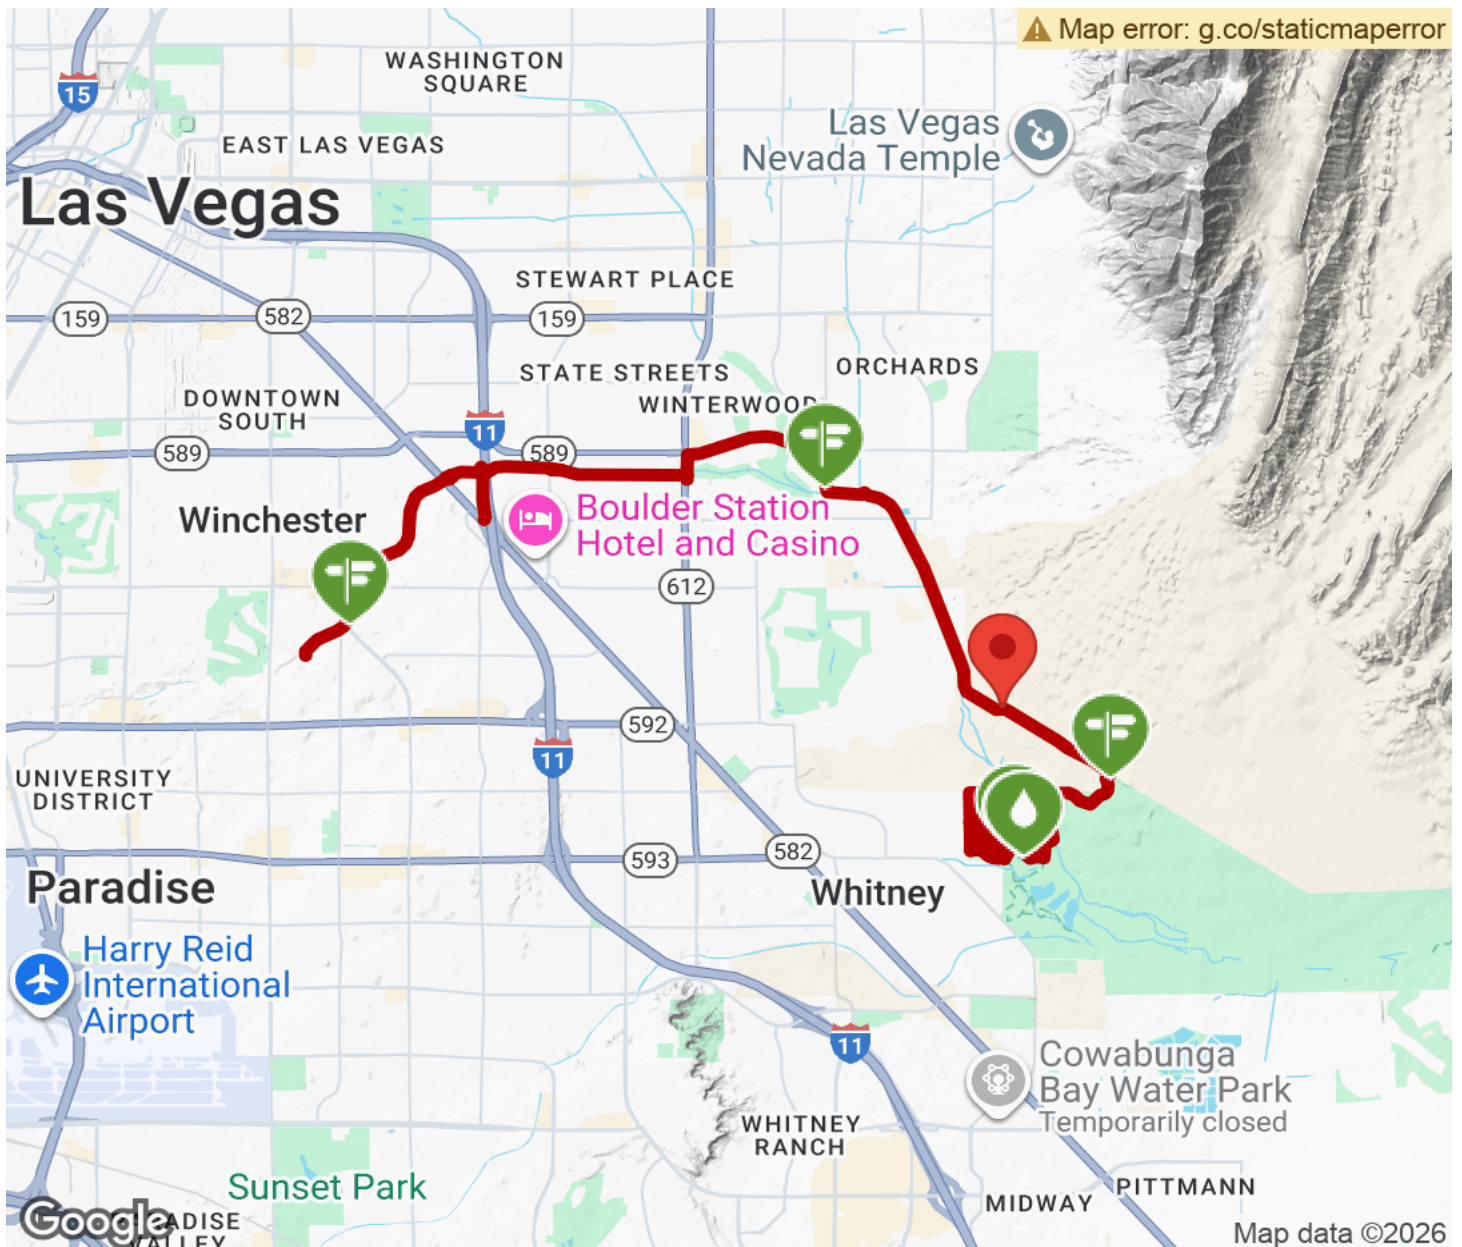 Map error: g.co/staticmaperror
WASHINGTON
SQUARE
15
EAST LAS VEGAS
Las Vegas
Nevada Temple
Las Vegas
STEWART PLACE
159
582
159
STATE STREETS
ORCHARDS
DOWNTOWN
SOUTH
WINTERWOOD
11
589
589
Winchester
Boulder Station
Hotel and Casino
612
592
11
UNIVERSITY
DISTRICT
593
582
Paradise
Whitney
Harry Reid
International
Airport
11
Cowabunga
Bay Water Park
Temporarily closed
WHITNEY
RANCH
Sunset Park
MIDWAY
PITTMANN
Google
PARADISE
VALLEY
Map data ©2026